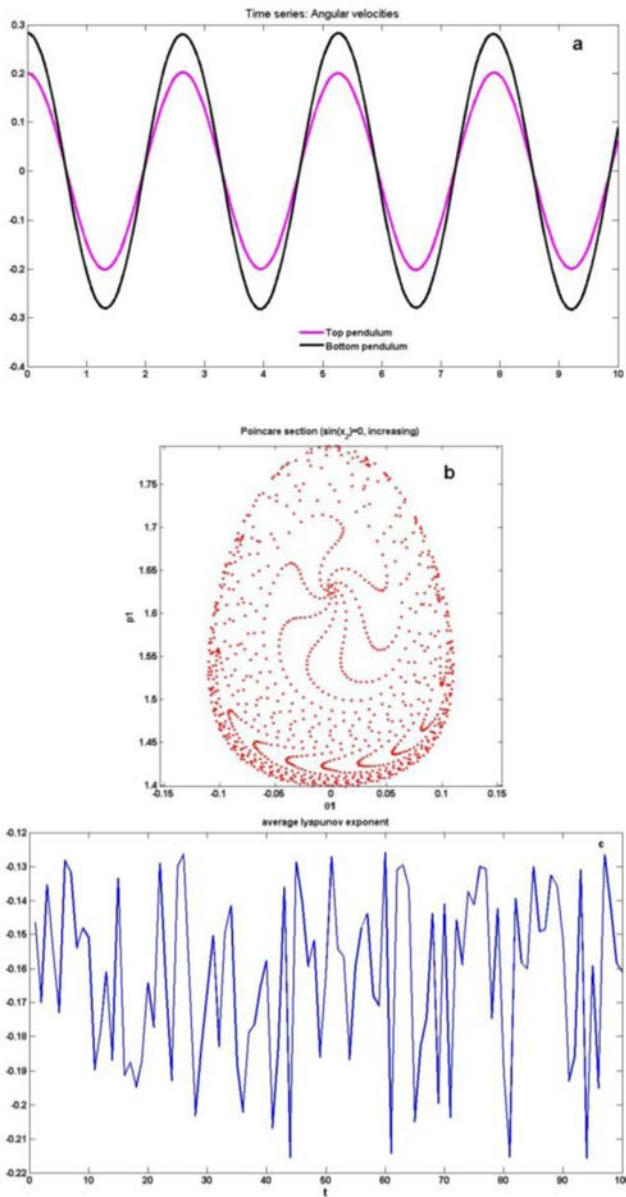 Time series: Angular velocities
a
0.3
0.2
0.1
0
-0.1
-0.2
-0.3
-0.4
Top pendulum
Bottom pendulum
0 1 2 3 4 5 6 7 8 9 10
Poincare section (sin(x2)=0, increasing)
b
1.75
1.7
1.65
1.6
1.55
1.5
1.45
1.4
p1
-0.15 -0.1 -0.05 0 0.05 0.1 0.15
θ1
average lyapunov exponent
c
-0.12
-0.13
-0.14
-0.15
-0.16
-0.17
-0.18
-0.19
-0.2
-0.21
-0.22
0 10 20 30 40 50 60 70 80 90 100
t